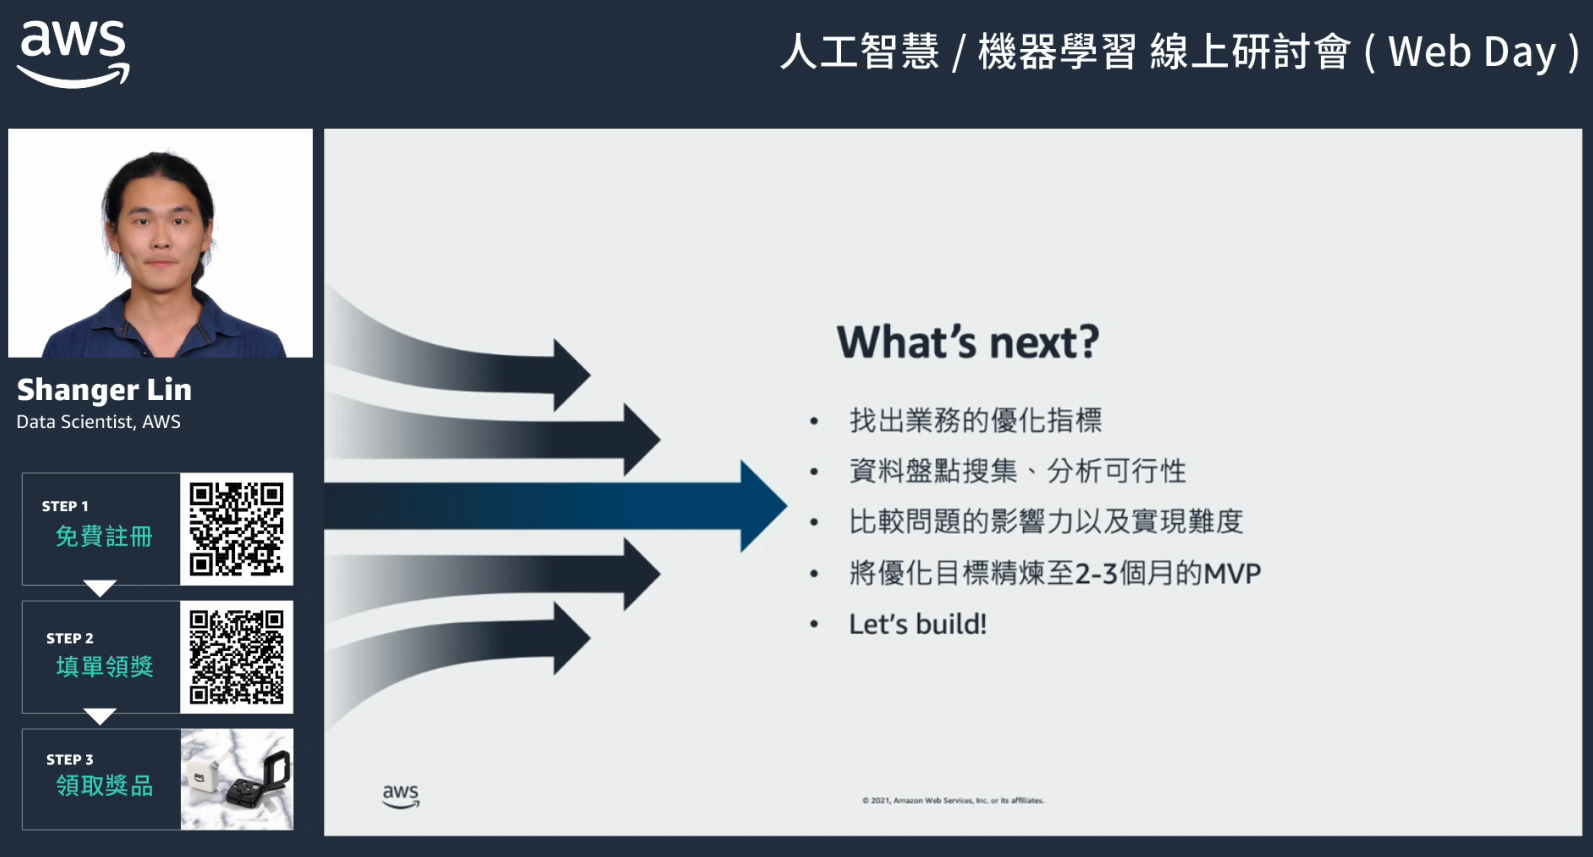 aws
人工智慧 / 機器學習 線上研討會 ( Web Day )
Shanger Lin
Data Scientist, AWS
STEP 1
免費註冊
STEP 2
填單領獎
STEP 3
領取獎品
aws
What's next?
• 找出業務的優化指標
• 資料盤點搜集、分析可行性
• 比較問題的影響力以及實現難度
• 將優化目標精煉至2-3個月的MVP
• Let's build!
aws
© 2021, Amazon Web Services, Inc. or its affiliates.